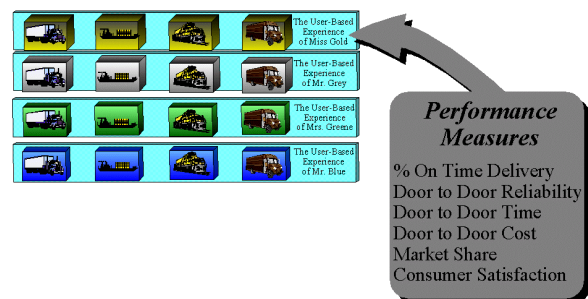 The User-Based
Experience
of Miss Gold
The User-Based
Experience
of Mr. Grey
The User-Based
Experience
of Mrs. Greene
The User-Based
Experience
of Mr. Blue
Performance
Measures
% On Time Delivery
Door to Door Reliability
Door to Door Time
Door to Door Cost
Market Share
Consumer Satisfaction